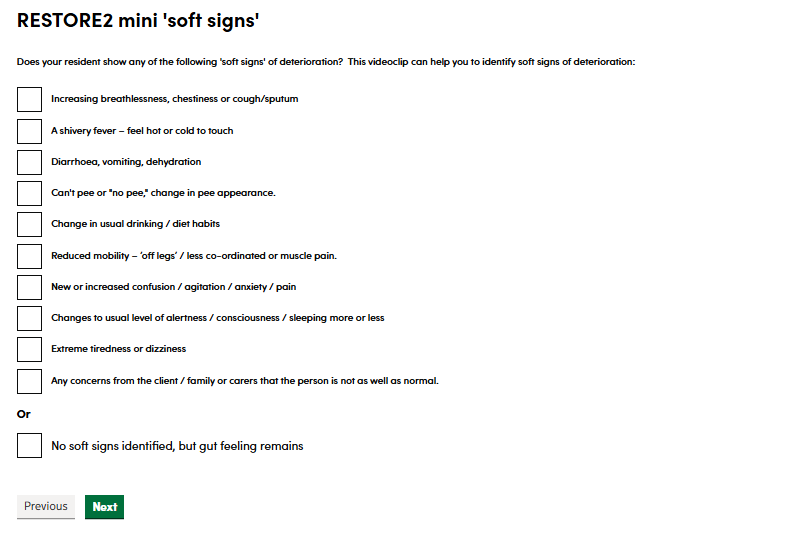 RESTORE2 mini 'soft signs'
Does your resident show any of the following 'soft signs' of deterioration? This videoclip can help you to identify soft signs of deterioration:
Increasing breathlessness, chestiness or cough/sputum
A shivery fever – feel hot or cold to touch
Diarrhoea, vomiting, dehydration
Can't pee or "no pee," change in pee appearance.
Change in usual drinking / diet habits
Reduced mobility – 'off legs' / less co-ordinated or muscle pain.
New or increased confusion / agitation / anxiety / pain
Changes to usual level of alertness / consciousness / sleeping more or less
Extreme tiredness or dizziness
Any concerns from the client / family or carers that the person is not as well as normal.
Or
No soft signs identified, but gut feeling remains
Previous Next